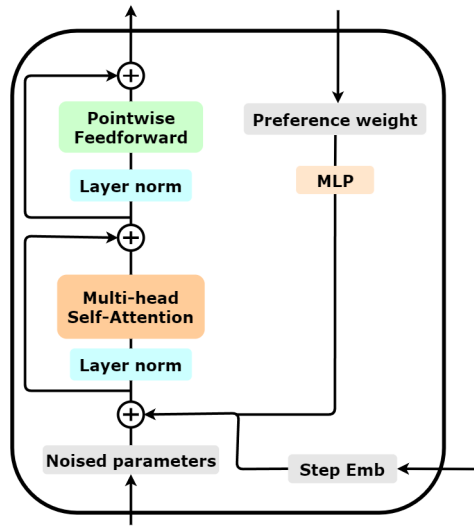 Pointwise
Feedforward
Layer norm
Multi-head
Self-Attention
Layer norm
Noised parameters
Preference weight
MLP
Step Emb